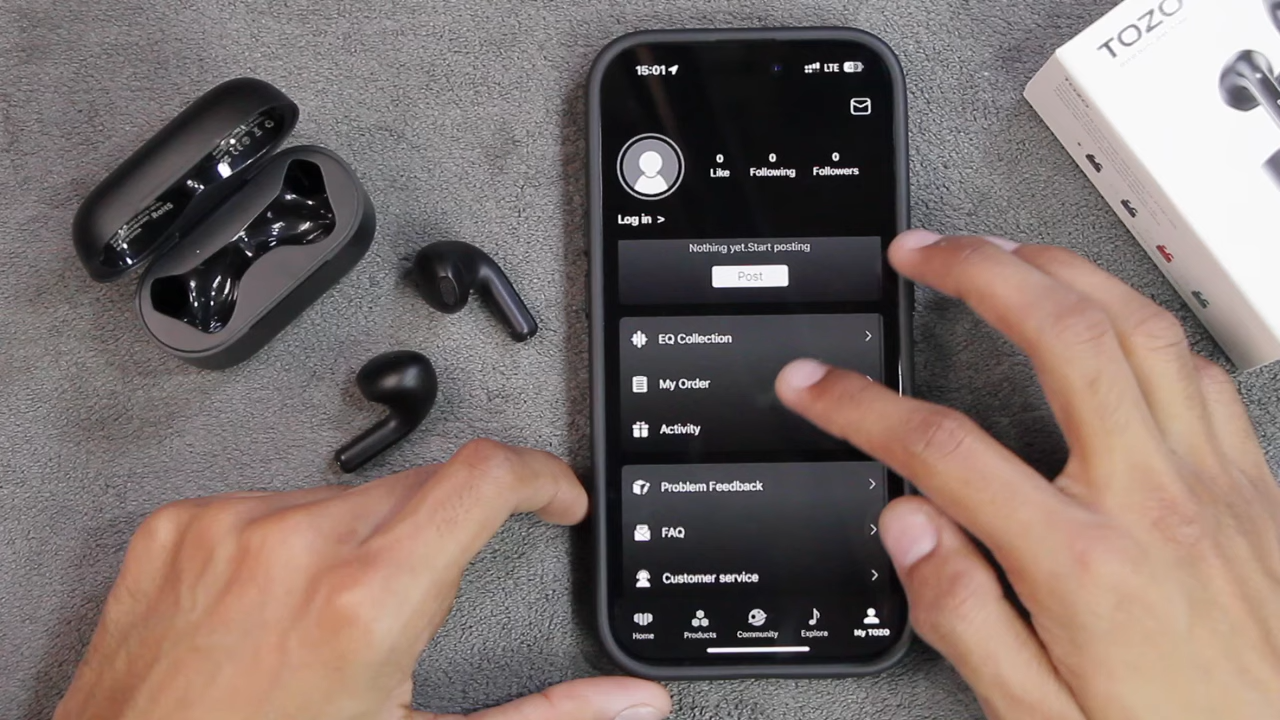 15:01
LTE
0
Like
0
Following
0
Followers
Log in >
Nothing yet.Start posting
Post
EQ Collection
My Order
Activity
Problem Feedback
FAQ
Customer service
Home
Products
Community
Explore
My TOZO
TOZO
RoHS